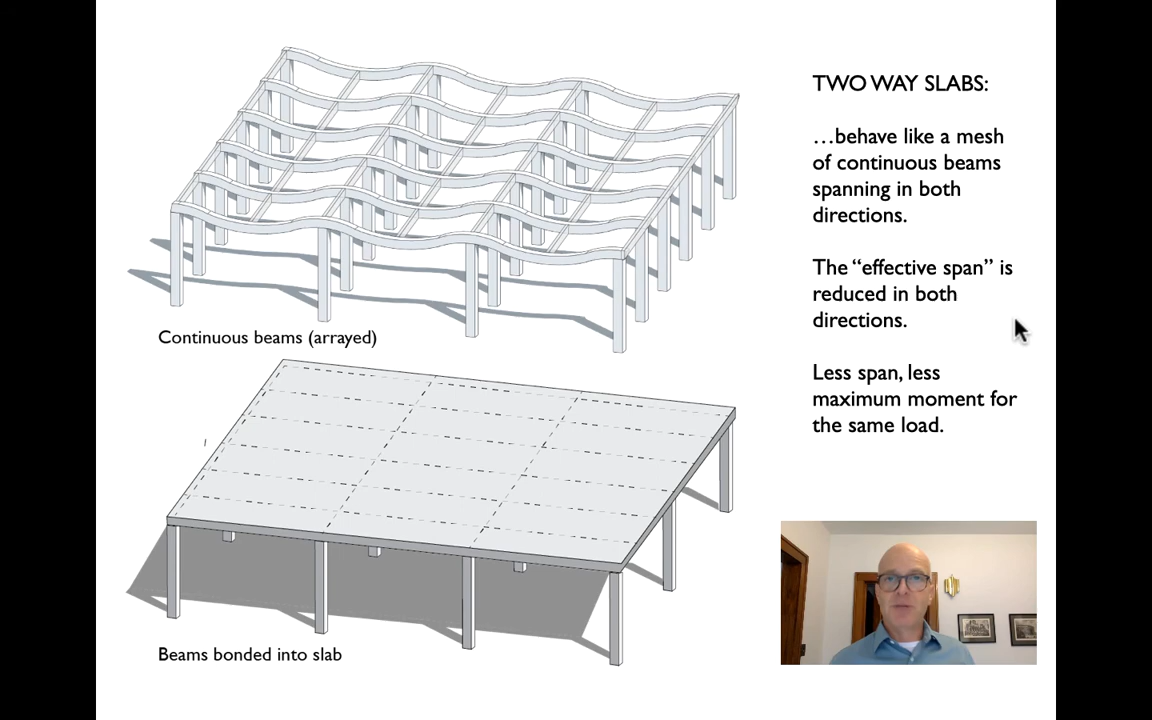 TWO WAY SLABS:
…behave like a mesh
of continuous beams
spanning in both
directions.
The “effective span” is
reduced in both
directions.
Less span, less
maximum moment for
the same load.
Continuous beams (arrayed)
Beams bonded into slab